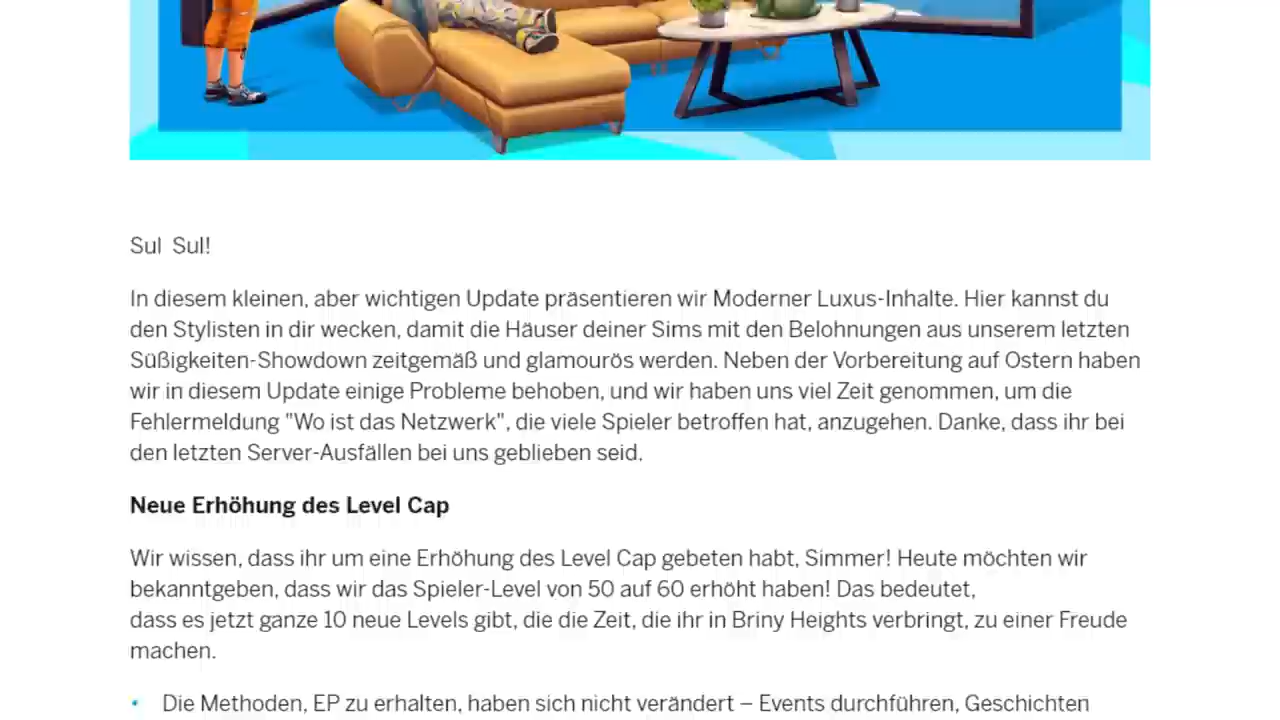 Sul Sul!
In diesem kleinen, aber wichtigen Update präsentieren wir Moderner Luxus-Inhalte. Hier kannst du
den Stylisten in dir wecken, damit die Häuser deiner Sims mit den Belohnungen aus unserem letzten
Süßigkeiten-Showdown zeitgemäß und glamourös werden. Neben der Vorbereitung auf Ostern haben
wir in diesem Update einige Probleme behoben, und wir haben uns viel Zeit genommen, um die
Fehlermeldung "Wo ist das Netzwerk", die viele Spieler betroffen hat, anzugehen. Danke, dass ihr bei
den letzten Server-Ausfällen bei uns geblieben seid.
Neue Erhöhung des Level Cap
Wir wissen, dass ihr um eine Erhöhung des Level Cap gebeten habt, Simmer! Heute möchten wir
bekanntgeben, dass wir das Spieler-Level von 50 auf 60 erhöht haben! Das bedeutet,
dass es jetzt ganze 10 neue Levels gibt, die die Zeit, die ihr in Briny Heights verbringt, zu einer Freude
machen.
• Die Methoden, EP zu erhalten, haben sich nicht verändert – Events durchführen, Geschichten